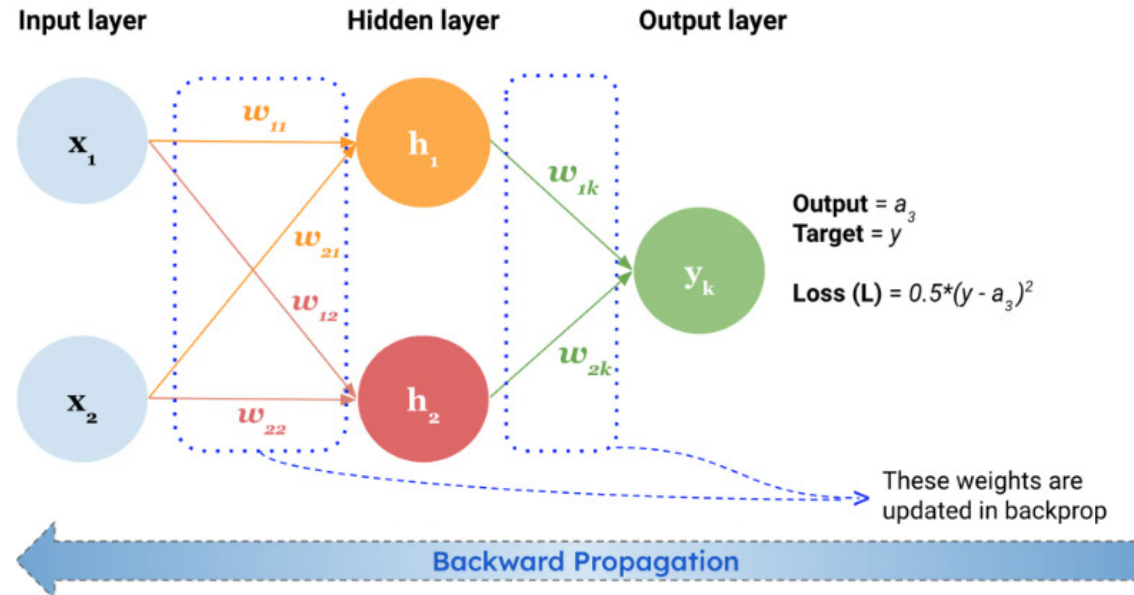 Input layer
Hidden layer
Output layer
w₁₁
x₁
h₁
w₁ₖ
w₂₁
Output = a₃
Target = y
yₖ
Loss (L) = 0.5*(y - a₃)²
w₁₂
w₂ₖ
x₂
h₂
w₂₂
These weights are
updated in backprop
Backward Propagation